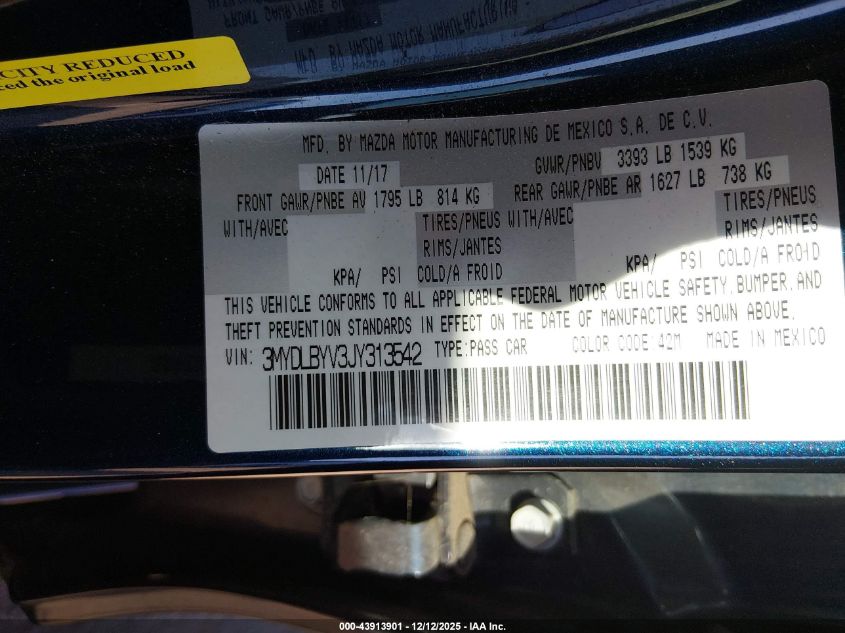 CITY REDUCED
ced the original load
MFD. BY MAZDA MOTOR MANUFACTURING DE MEXICO S.A. DE C.V.
DATE 11/17 GVWR/PNBV 3393 LB 1539 KG
FRONT GAWR/PNBE AV 1795 LB 814 KG REAR GAWR/PNBE AR 1627 LB 738 KG
WITH/AVEC TIRES/PNEUS WITH/AVEC TIRES/PNEUS
RIMS/JANTES RIMS/JANTES
KPA/ PSI COLD/A FROID KPA/ PSI COLD/A FROID
THIS VEHICLE CONFORMS TO ALL APPLICABLE FEDERAL MOTOR VEHICLE SAFETY, BUMPER, AND
THEFT PREVENTION STANDARDS IN EFFECT ON THE DATE OF MANUFACTURE SHOWN ABOVE.
VIN: 3MYDLBYV3JY313542 TYPE: PASS CAR COLOR CODE: 42M MADE IN MEXICO
000-43913901 - 12/12/2025 - IAA Inc.